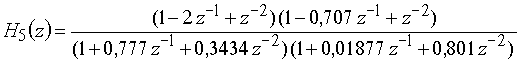 H₅(z) = (1 − 2 z⁻¹ + z⁻²)(1 − 0,707 z⁻¹ + z⁻²) / (1 + 0,777 z⁻¹ + 0,3434 z⁻²)(1 + 0,01877 z⁻¹ + 0,801 z⁻²)